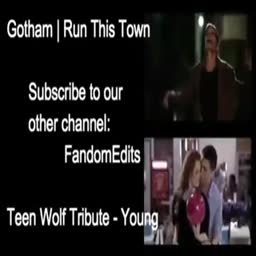 Gotham | Run This Town
Subscribe to our
other channel:
FandomEdits
Teen Wolf Tribute - Young